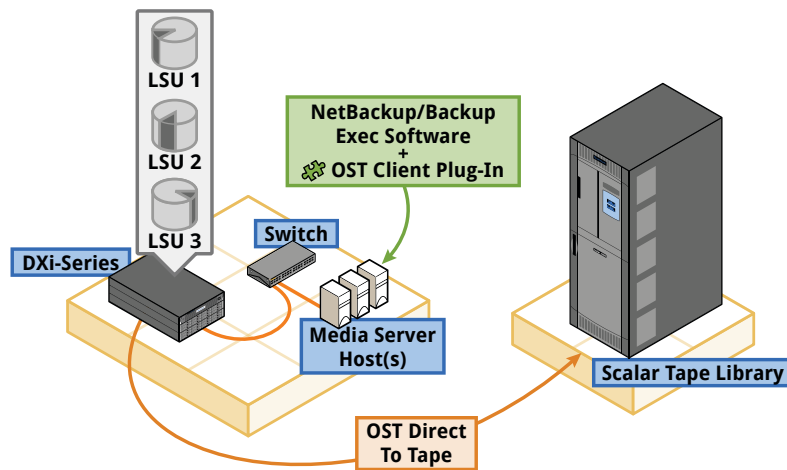 LSU 1
LSU 2
LSU 3
NetBackup/Backup
Exec Software
+
OST Client Plug-In
Switch
DXi-Series
Media Server
Host(s)
Scalar Tape Library
OST Direct
To Tape